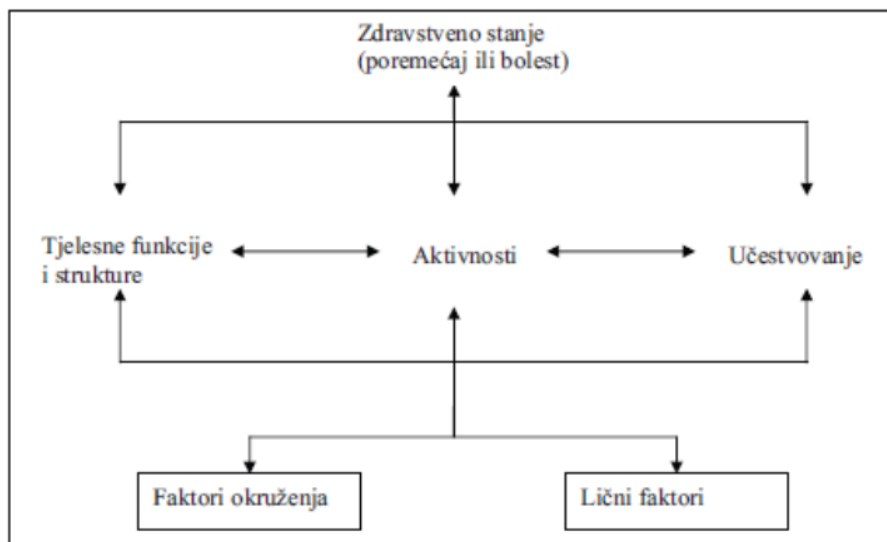 Zdravstveno stanje
(poremećaj ili bolest)
Tjelesne funkcije
i strukture
Aktivnosti
Učestvovanje
Faktori okruženja
Lični faktori